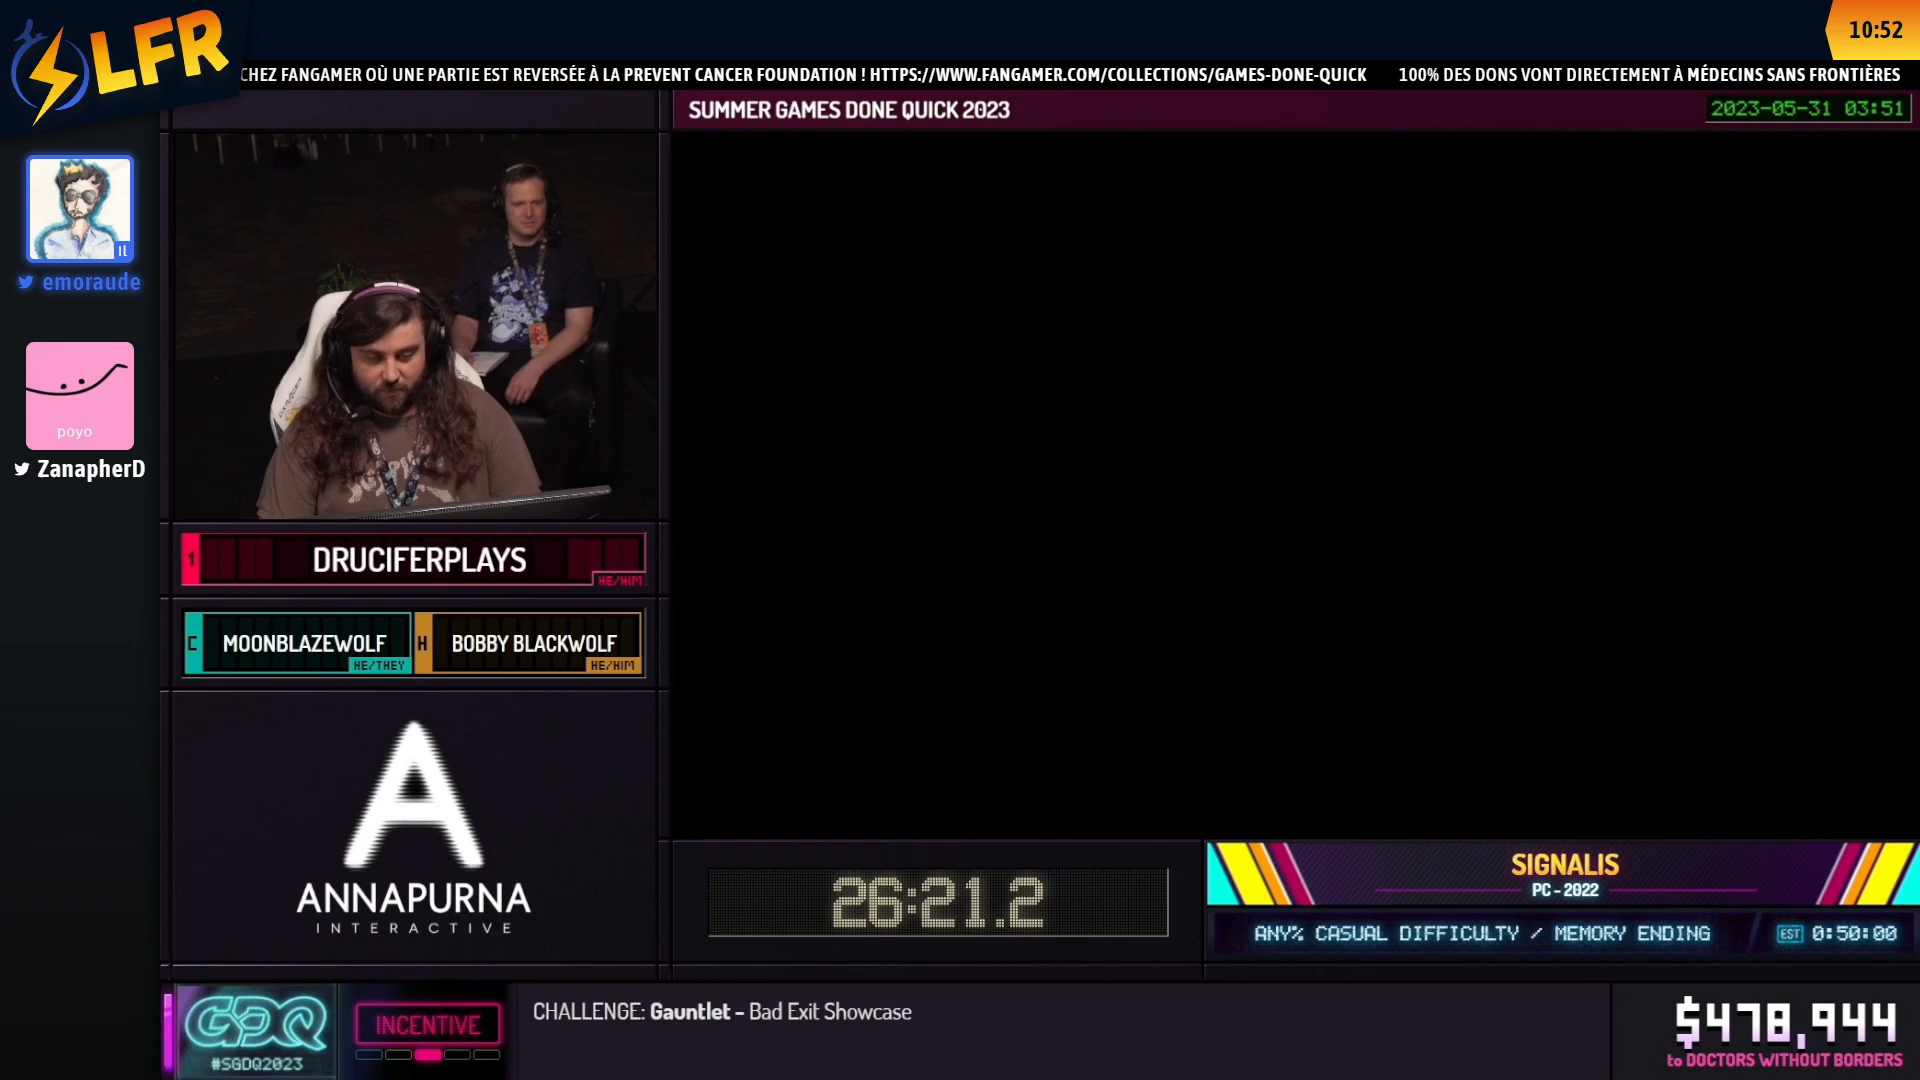 LFR
10:52
CHEZ FANGAMER OÙ UNE PARTIE EST REVERSÉE À LA PREVENT CANCER FOUNDATION ! HTTPS://WWW.FANGAMER.COM/COLLECTIONS/GAMES-DONE-QUICK 100% DES DONS VONT DIRECTEMENT À MÉDECINS SANS FRONTIÈRES
SUMMER GAMES DONE QUICK 2023
2023-05-31 03:51
Il
emoraude
poyo
ZanapherD
1 DRUCIFERPLAYS
HE/HIM
C MOONBLAZEWOLF
HE/THEY
H BOBBY BLACKWOLF
HE/HIM
A
ANNAPURNA
INTERACTIVE
26:21.2
SIGNALIS
PC - 2022
ANY% CASUAL DIFFICULTY / MEMORY ENDING
EST 0:50:00
GDQ
#SGDQ2023
INCENTIVE
CHALLENGE: Gauntlet - Bad Exit Showcase
$478,944
to DOCTORS WITHOUT BORDERS